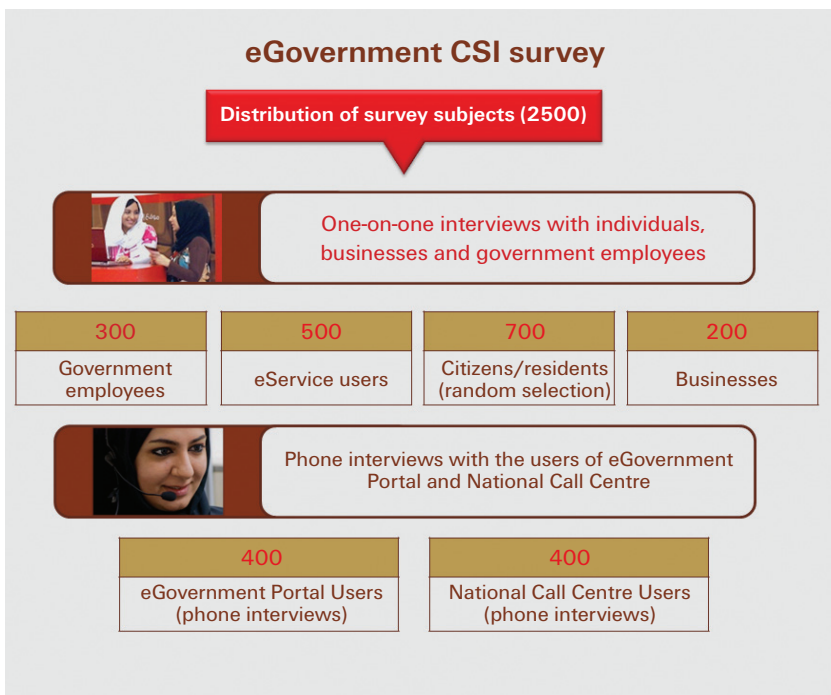 eGovernment CSI survey
Distribution of survey subjects (2500)
One-on-one interviews with individuals,
businesses and government employees
300
Government
employees
500
eService users
700
Citizens/residents
(random selection)
200
Businesses
Phone interviews with the users of eGovernment
Portal and National Call Centre
400
eGovernment Portal Users
(phone interviews)
400
National Call Centre Users
(phone interviews)